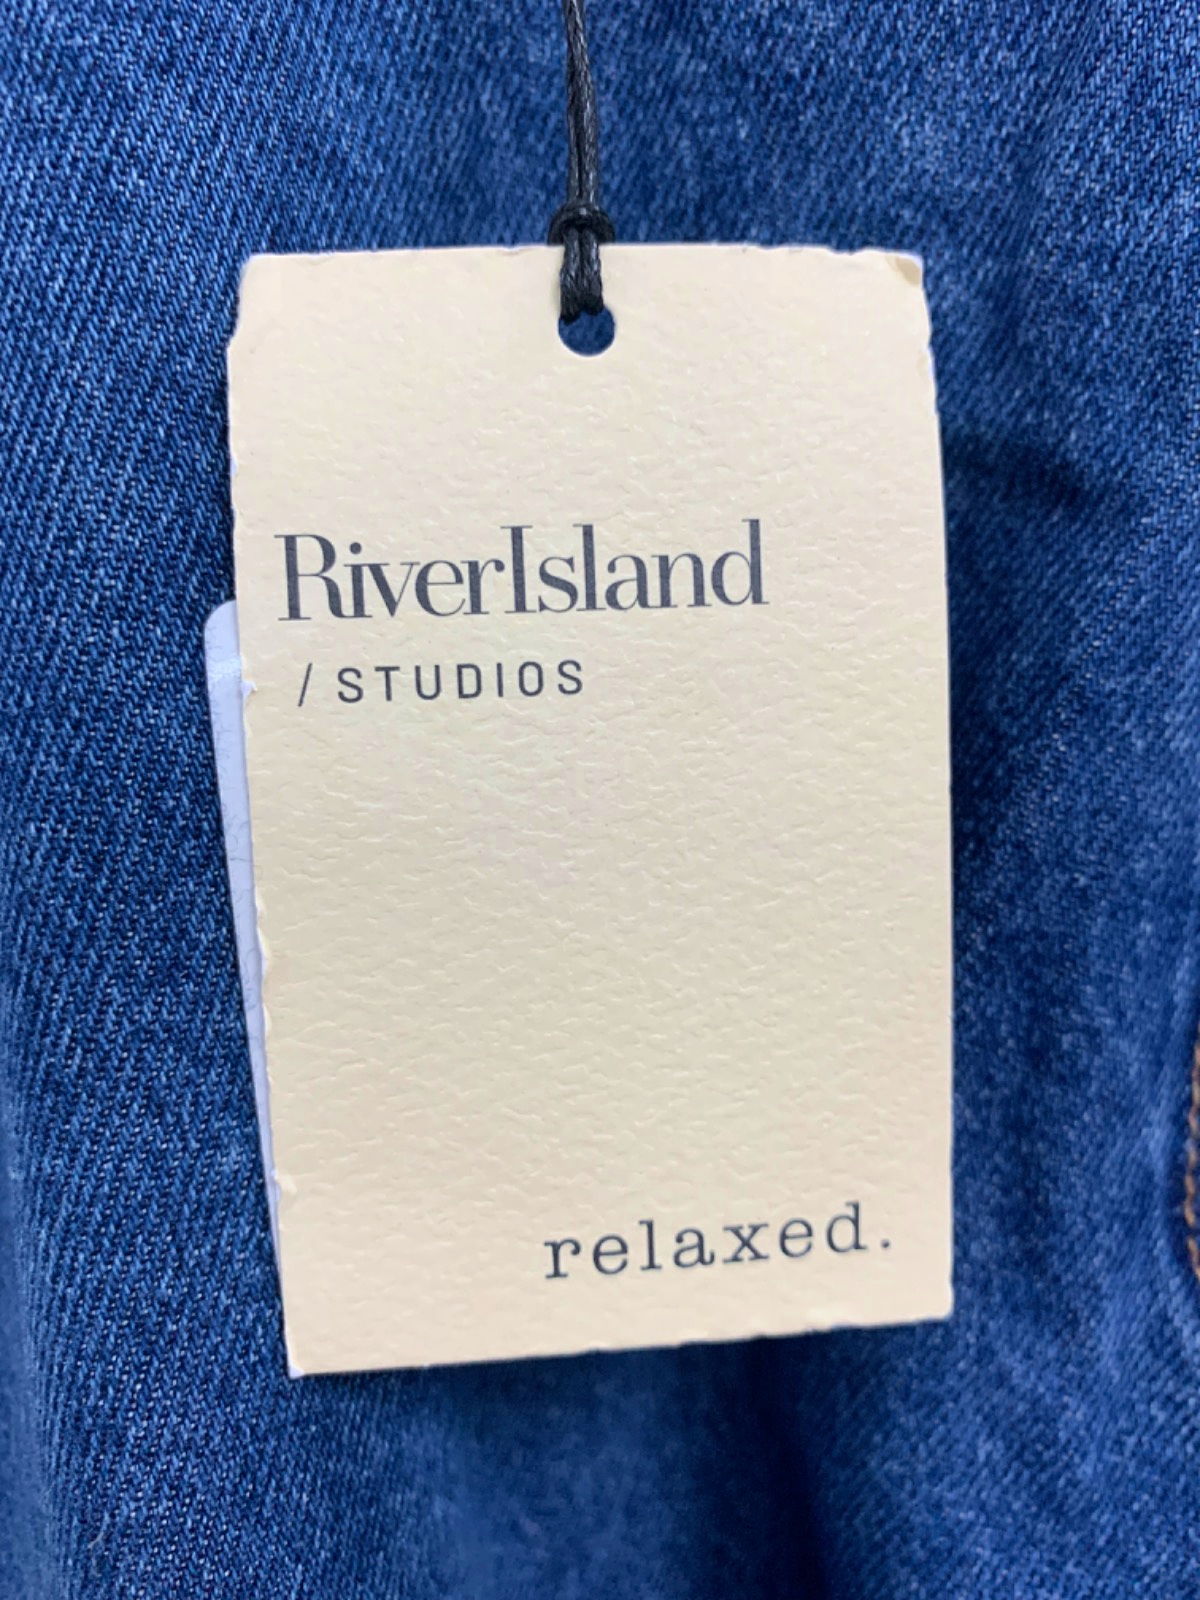 RiverIsland
/ STUDIOS
relaxed.